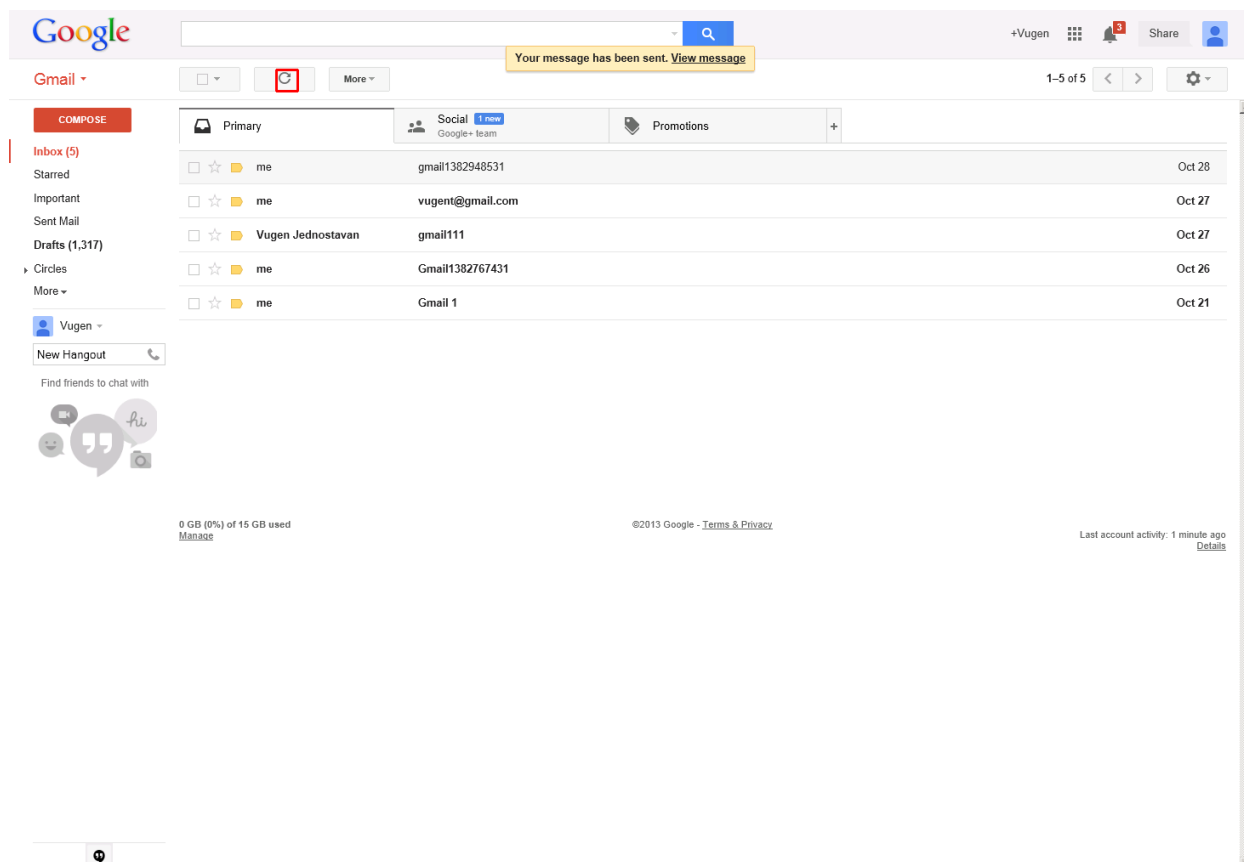 Google
+Vugen
3
Share
Your message has been sent. View message
Gmail
More
1–5 of 5
COMPOSE
Inbox (5)
Starred
Important
Sent Mail
Drafts (1,317)
Circles
More
Vugen
New Hangout
Find friends to chat with
hi
Primary
Social 1 new
Google+ team
Promotions
+
me gmail1382948531 Oct 28
me vugent@gmail.com Oct 27
Vugen Jednostavan gmail111 Oct 27
me Gmail1382767431 Oct 26
me Gmail 1 Oct 21
0 GB (0%) of 15 GB used
Manage
©2013 Google - Terms & Privacy
Last account activity: 1 minute ago
Details